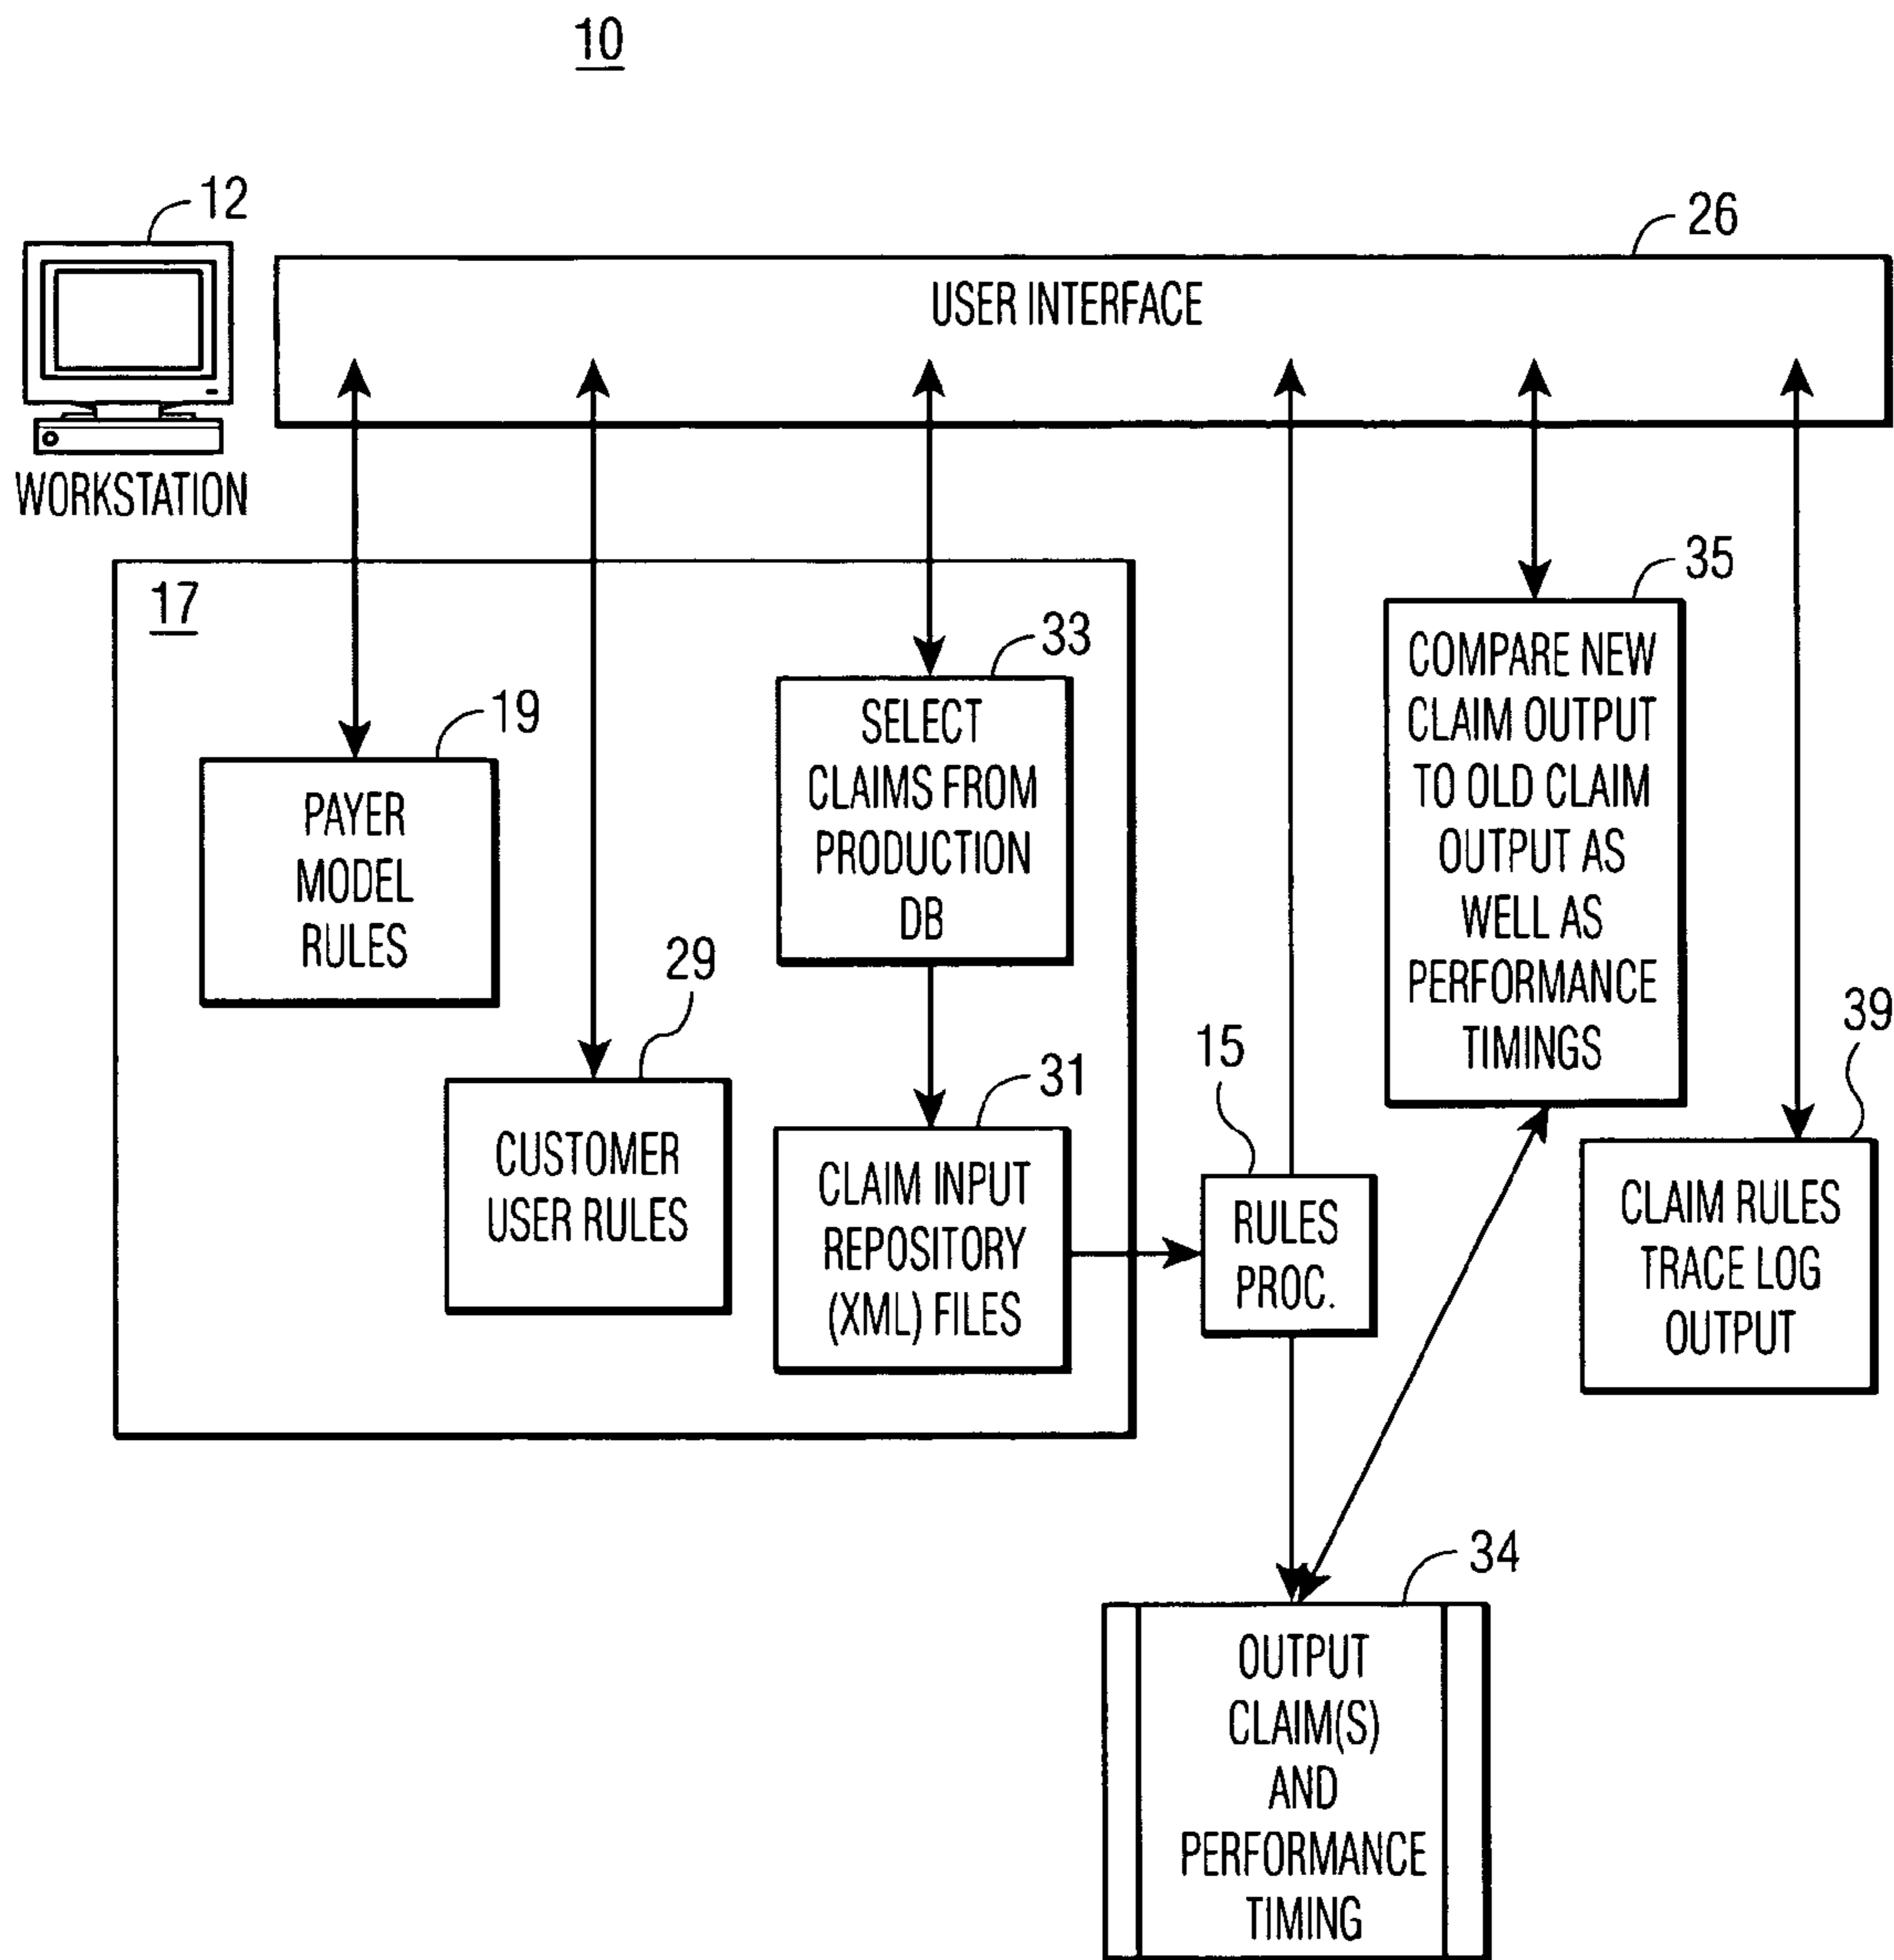 10
12
WORKSTATION
26
USER INTERFACE
17
19
PAYER
MODEL
RULES
29
CUSTOMER
USER RULES
33
SELECT
CLAIMS FROM
PRODUCTION
DB
31
CLAIM INPUT
REPOSITORY
(XML) FILES
15
RULES
PROC.
35
COMPARE NEW
CLAIM OUTPUT
TO OLD CLAIM
OUTPUT AS
WELL AS
PERFORMANCE
TIMINGS
39
CLAIM RULES
TRACE LOG
OUTPUT
34
OUTPUT
CLAIM(S)
AND
PERFORMANCE
TIMING